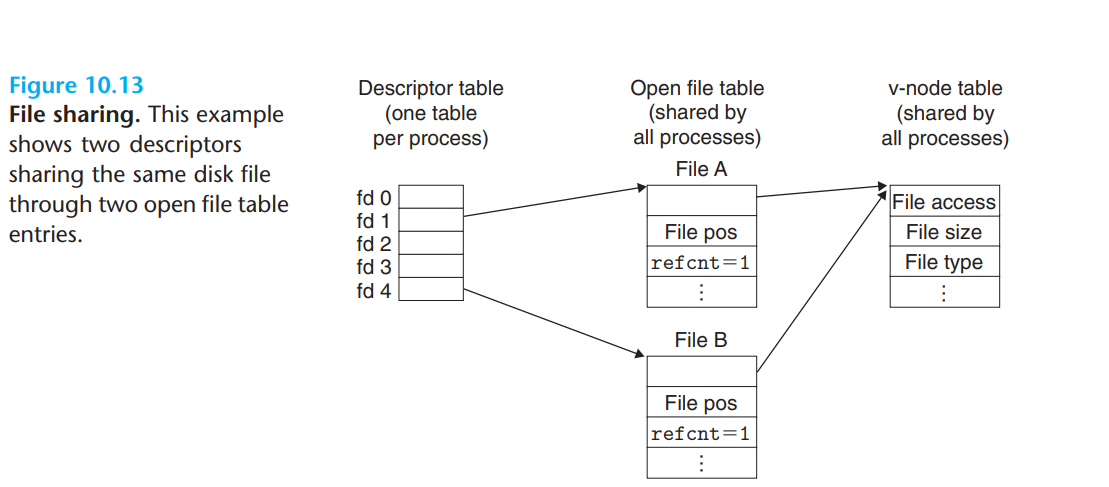 Figure 10.13
File sharing. This example
shows two descriptors
sharing the same disk file
through two open file table
entries.
Descriptor table
(one table
per process)
Open file table
(shared by
all processes)
v-node table
(shared by
all processes)
fd 0
fd 1
fd 2
fd 3
fd 4
File A
File pos
refcnt=1
⋮
File B
File pos
refcnt=1
⋮
File access
File size
File type
⋮